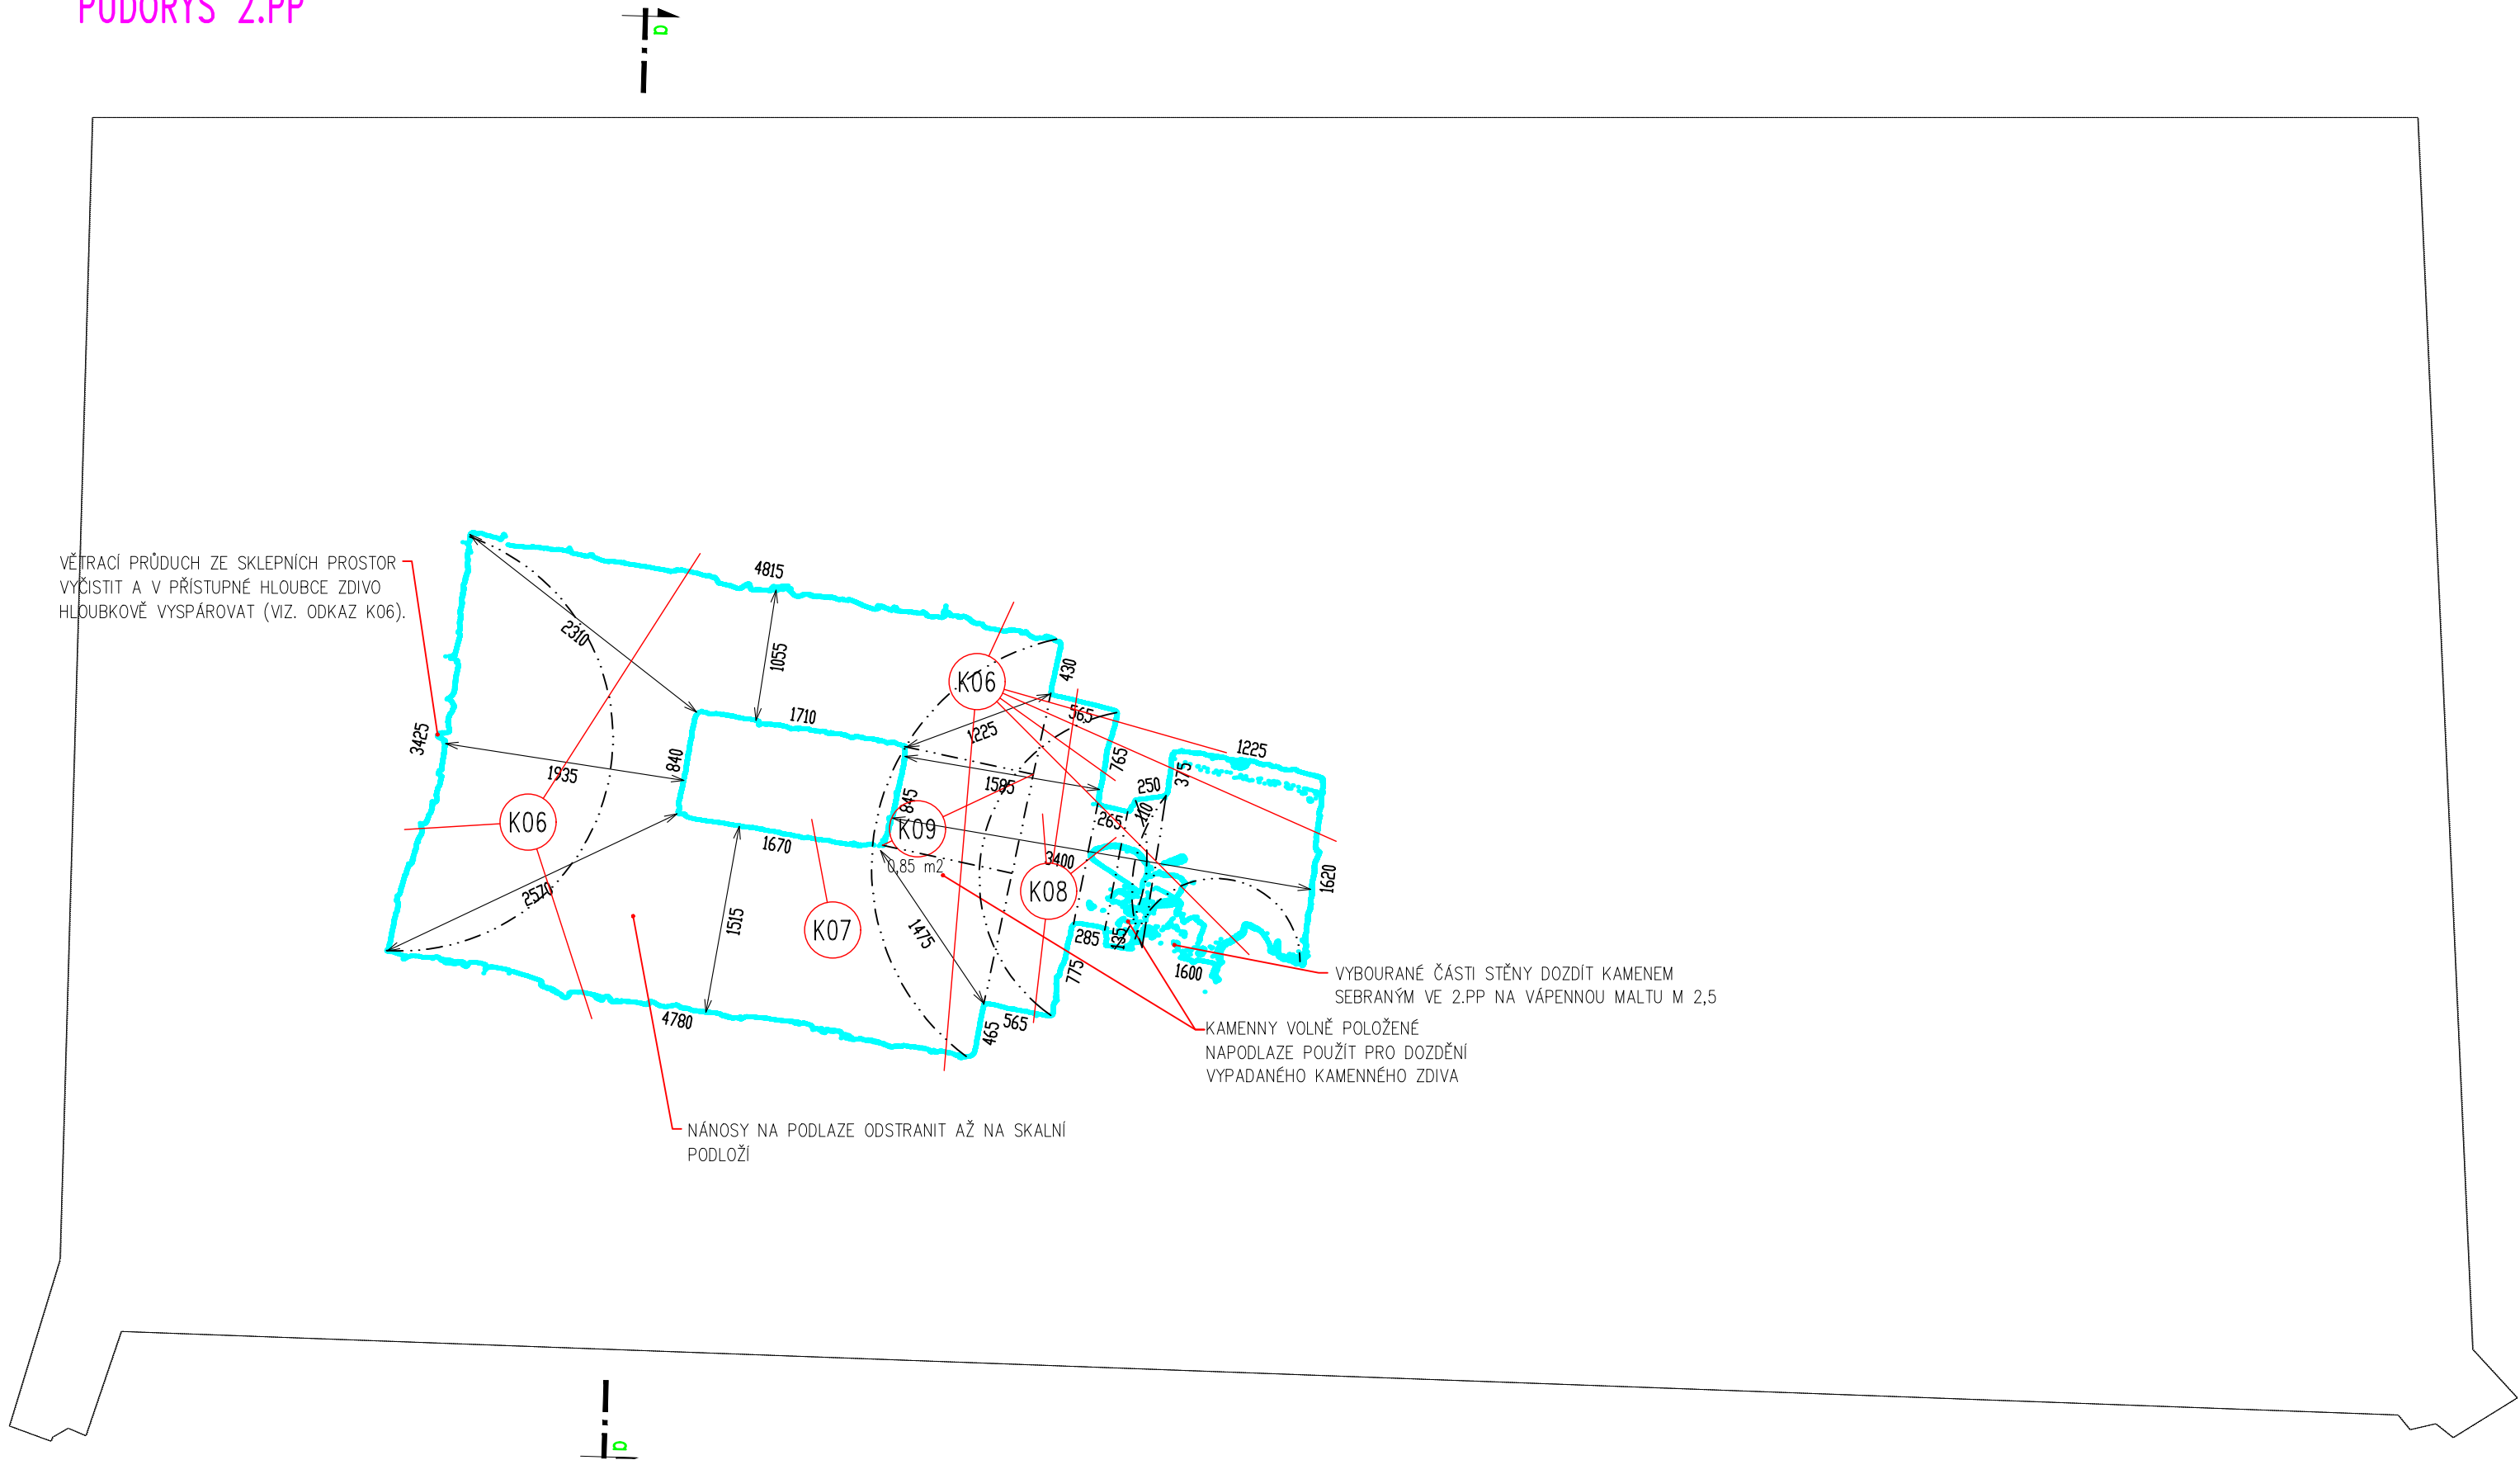 PŮDORYS 2.PP
D
VĚTRACÍ PRŮDUCH ZE SKLEPNÍCH PROSTOR
VYČISTIT A V PŘÍSTUPNÉ HLOUBCE ZDIVO
HLOUBKOVĚ VYSPÁROVAT (VIZ. ODKAZ K06).
4815
2310
1055
430
K06
565
1710
1225
3425
1935
840
765
1225
375
1585
250
110
845
265
K06
K09
1670
3400
0,85 m2
K08
1620
2570
1515
K07
1475
285
135
775
1600
VYBOURANÉ ČÁSTI STĚNY DOZDÍT KAMENEM
SEBRANÝM VE 2.PP NA VÁPENNOU MALTU M 2,5
4780
465
565
KAMENNY VOLNĚ POLOŽENÉ
NAPODLAZE POUŽÍT PRO DOZDĚNÍ
VYPADANÉHO KAMENNÉHO ZDIVA
NÁNOSY NA PODLAZE ODSTRANIT AŽ NA SKALNÍ
PODLOŽÍ
D